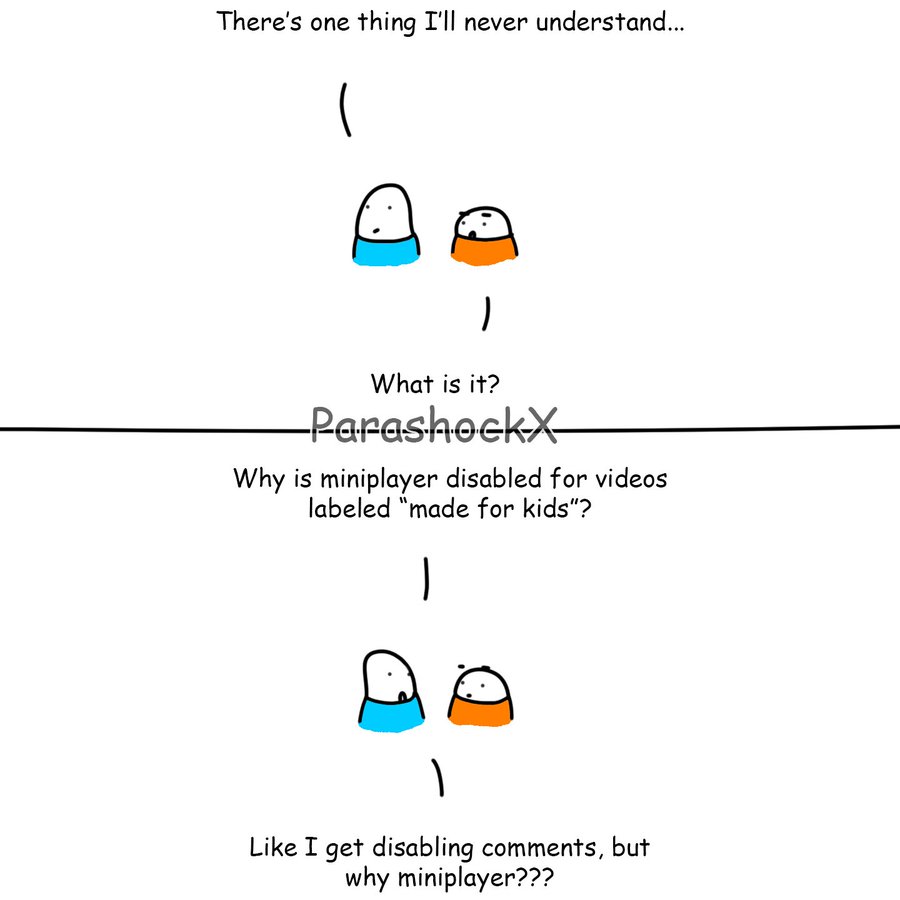 There's one thing I'll never understand...
What is it?
ParashockX
Why is miniplayer disabled for videos
labeled “made for kids”?
Like I get disabling comments, but
why miniplayer???